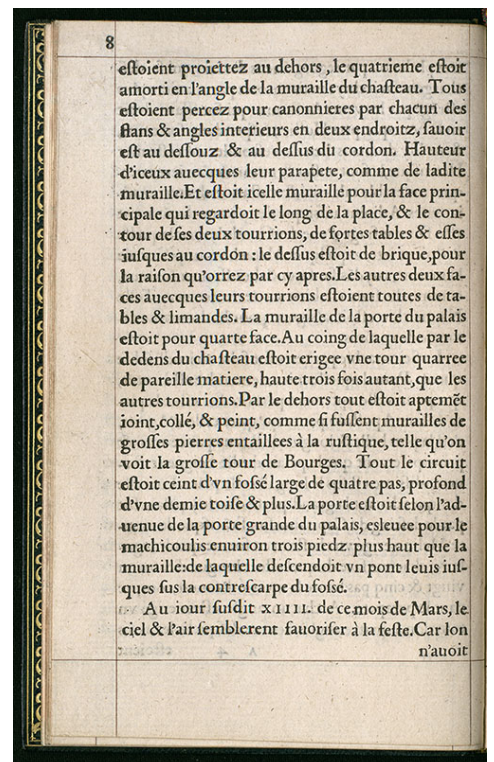 8
eſtoient proiettez au dehors, le quatrieme eſtoit
amorti en l'angle de la muraille du chaſteau. Tous
eſtoient percez pour canonnieres par chacun des
flans & angles interieurs en deux endroitz, ſauoir
eſt au deſſouz & au deſſus du cordon. Hauteur
d'iceux auecques leur parapete, comme de ladite
muraille.Et eſtoit icelle muraille pour la face prin-
cipale qui regardoit le long de la place, & le con-
tour de ſes deux tourrions, de fortes tables & eſſes
iuſques au cordon : le deſſus eſtoit de brique,pour
la raiſon qu'orrez par cy apres.Les autres deux fa-
ces auecques leurs tourrions eſtoient toutes de ta-
bles & limandes. La muraille de la porte du palais
eſtoit pour quarte face.Au coing de laquelle par le
dedens du chaſteau eſtoit erigee vne tour quarree
de pareille matiere, haute trois fois autant,que les
autres tourrions.Par le dehors tout eſtoit aptemẽt
ioint,collé, & peint, comme ſi fuſſent murailles de
groſſes pierres entaillees à la ruſtique, telle qu'on
voit la groſſe tour de Bourges. Tout le circuit
eſtoit ceint d'vn foſſé large de quatre pas, profond
d'vne demie toiſe & plus.La porte eſtoit ſelon l'ad-
uenue de la porte grande du palais, esleuee pour le
machicoulis enuiron trois piedz plus haut que la
muraille:de laquelle deſcendoit vn pont leuis iuſ-
ques ſus la contreſcarpe du foſſé.
Au iour ſuſdit XIIII. de ce mois de Mars, le
ciel & l'air ſemblerent fauoriſer à la feſte.Car lon
n'auoit